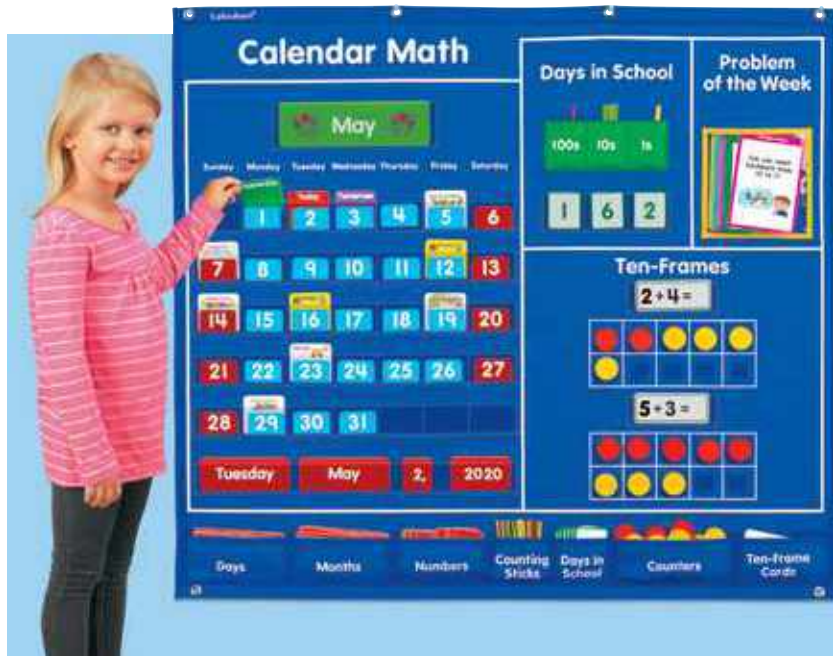 Lakeshore
Calendar Math
May
Sunday Monday Tuesday Wednesday Thursday Friday Saturday
Yesterday Today Tomorrow
1 2 3 4 5 6
7 8 9 10 11 12 13
14 15 16 17 18 19 20
21 22 23 24 25 26 27
28 29 30 31
Tuesday May 2, 2020
Days in School
100s 10s 1s
1 6 2
Problem
of the Week
Ten-Frames
2+4=
5+3=
Days
Months
Numbers
Counting
Sticks
Days in
School
Counters
Ten-Frame
Cards